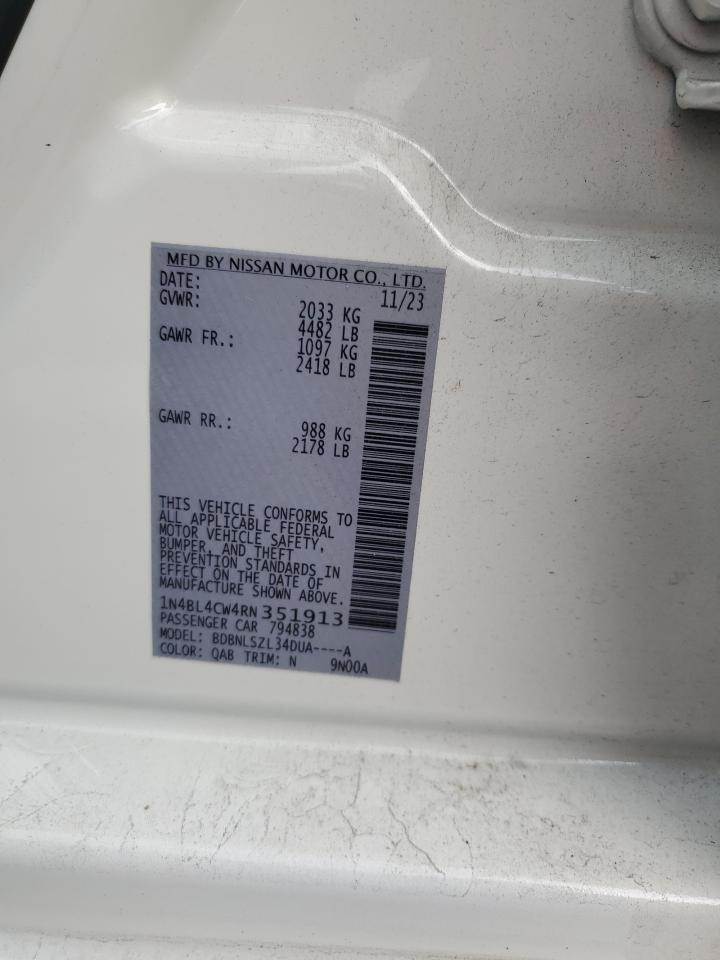 MFD BY NISSAN MOTOR CO., LTD.
DATE: 11/23
GVWR: 2033 KG
4482 LB
GAWR FR.: 1097 KG
2418 LB
GAWR RR.: 988 KG
2178 LB
THIS VEHICLE CONFORMS TO
ALL APPLICABLE FEDERAL
MOTOR VEHICLE SAFETY,
BUMPER, AND THEFT
PREVENTION STANDARDS IN
EFFECT ON THE DATE OF
MANUFACTURE SHOWN ABOVE.
1N4BL4CW4RN351913
PASSENGER CAR 794838
MODEL: BDBNLSZL34DUA----A
COLOR: QAB TRIM: N 9N00A